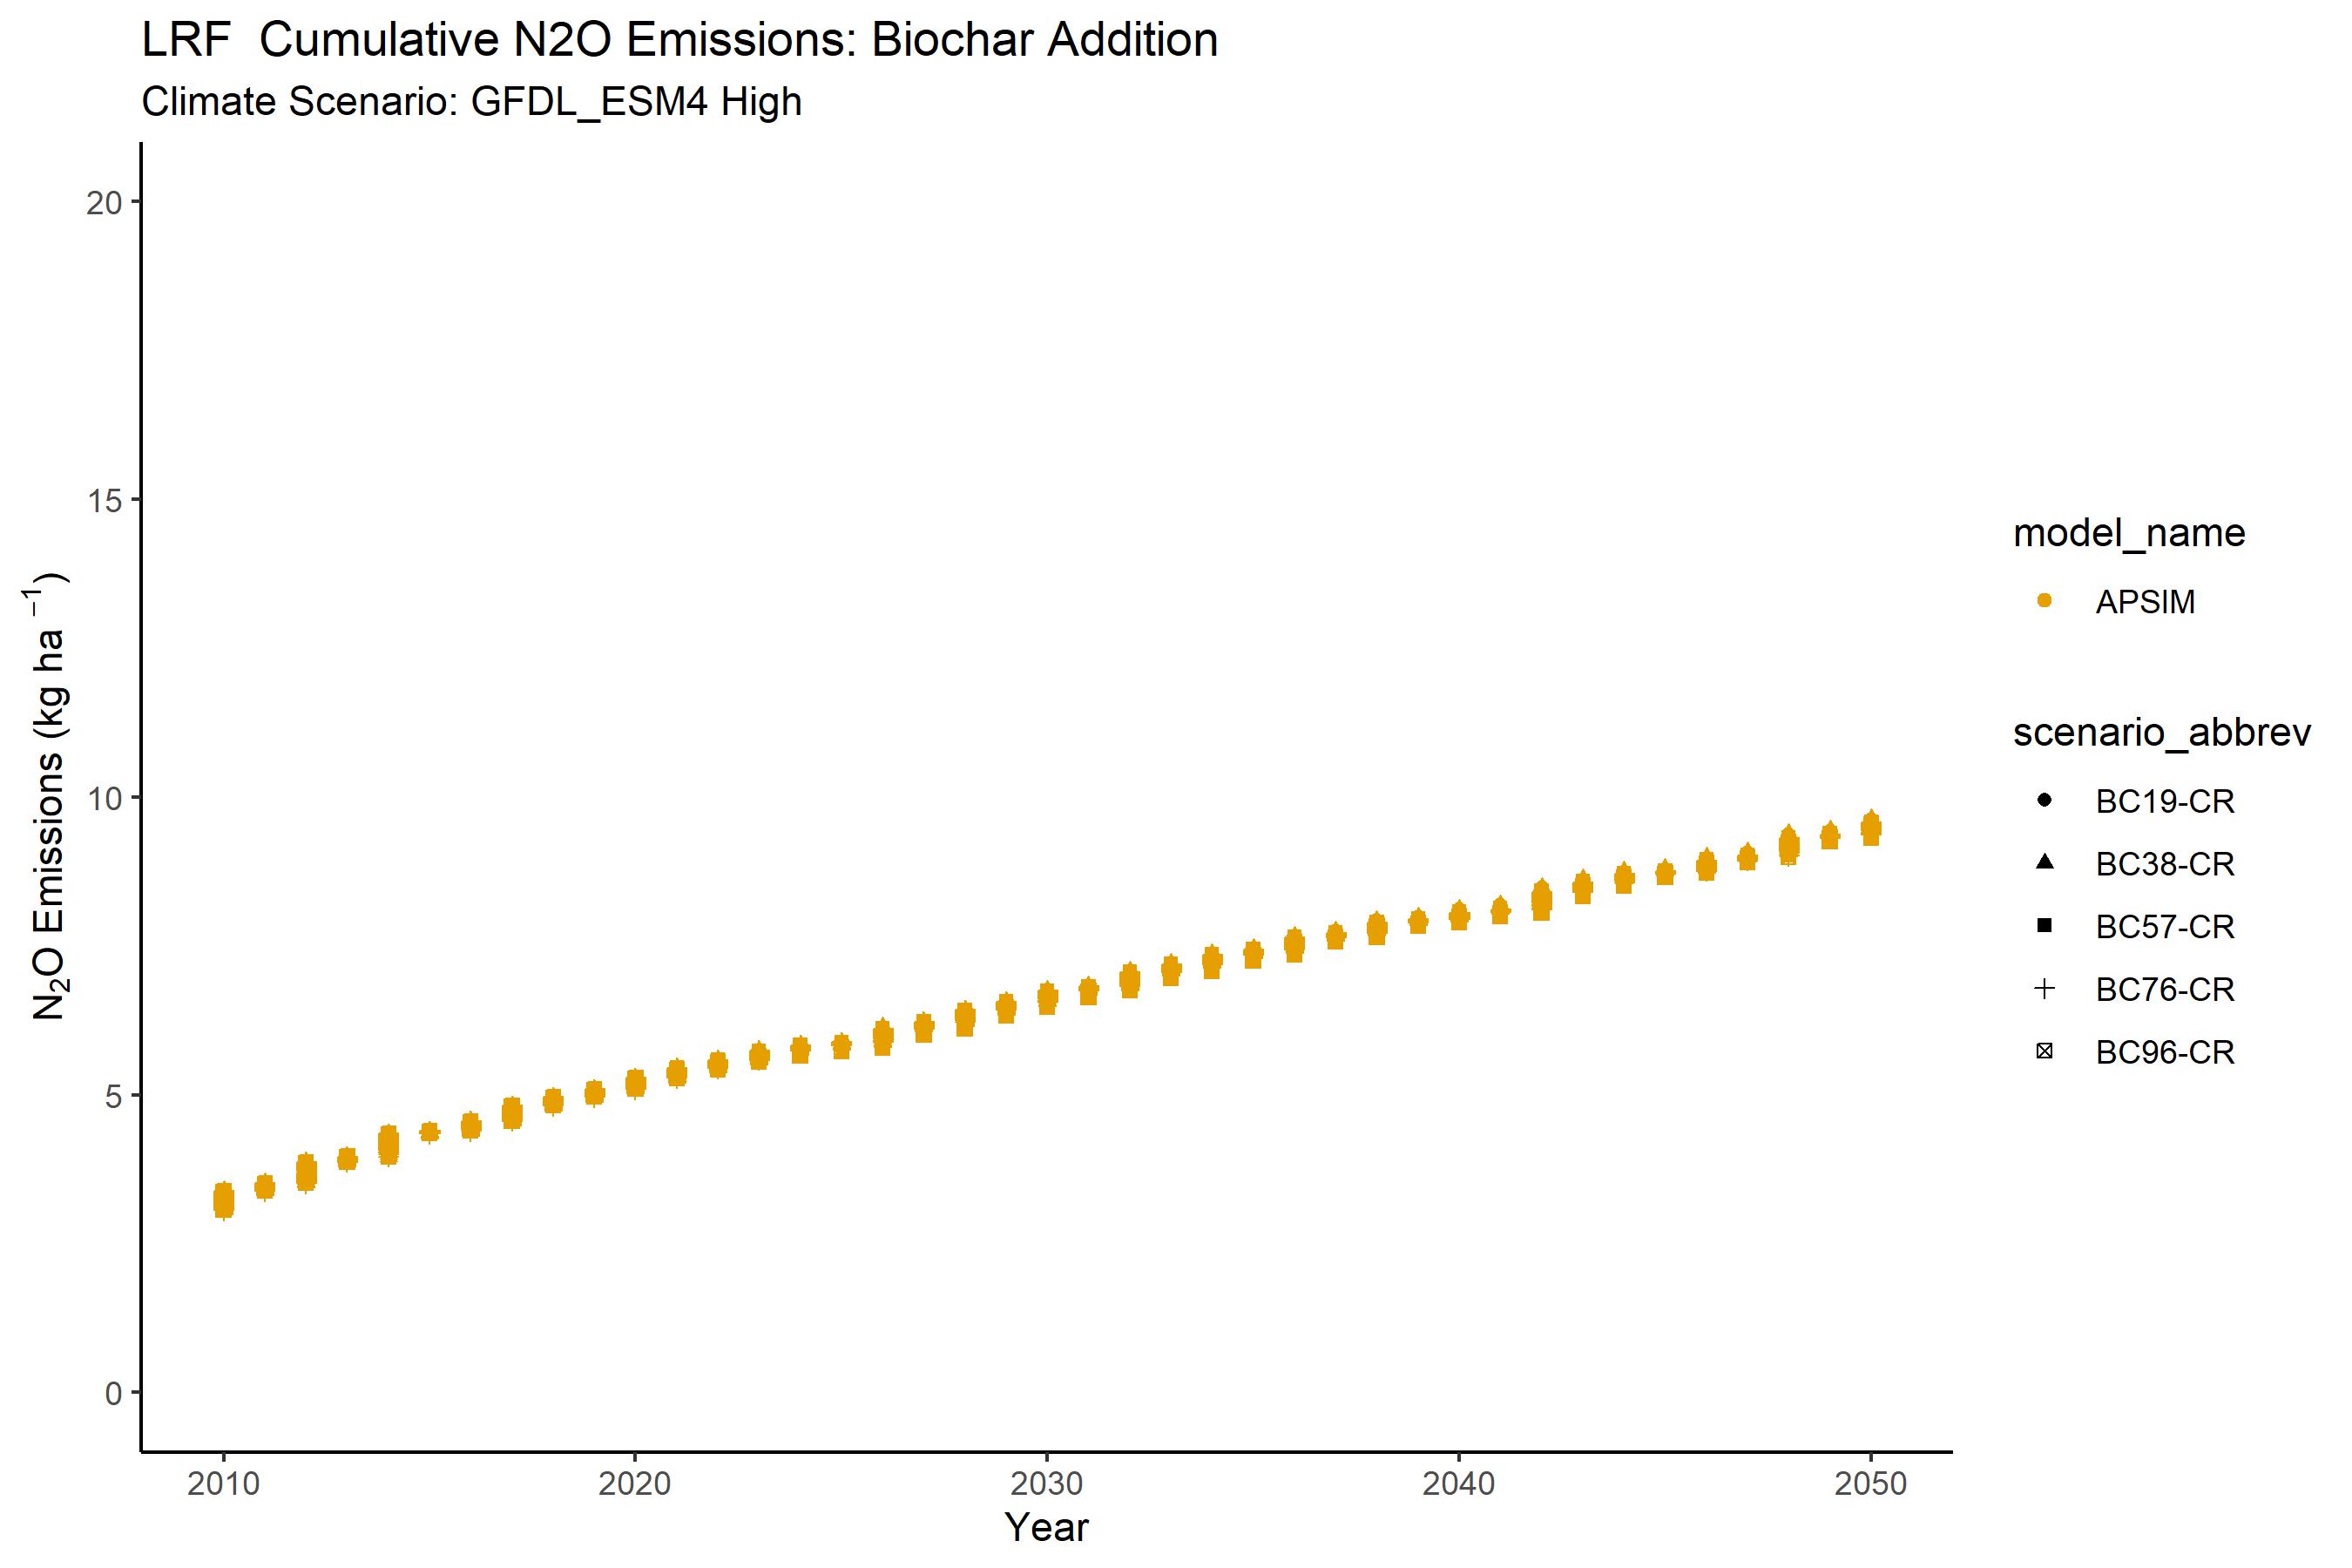 LRF  Cumulative N2O Emissions: Biochar Addition
Climate Scenario: GFDL_ESM4 High
N₂O Emissions (kg ha ⁻¹)
20
15
10
5
0
2010 2020 2030 2040 2050
Year
model_name
APSIM
scenario_abbrev
BC19-CR
BC38-CR
BC57-CR
BC76-CR
BC96-CR